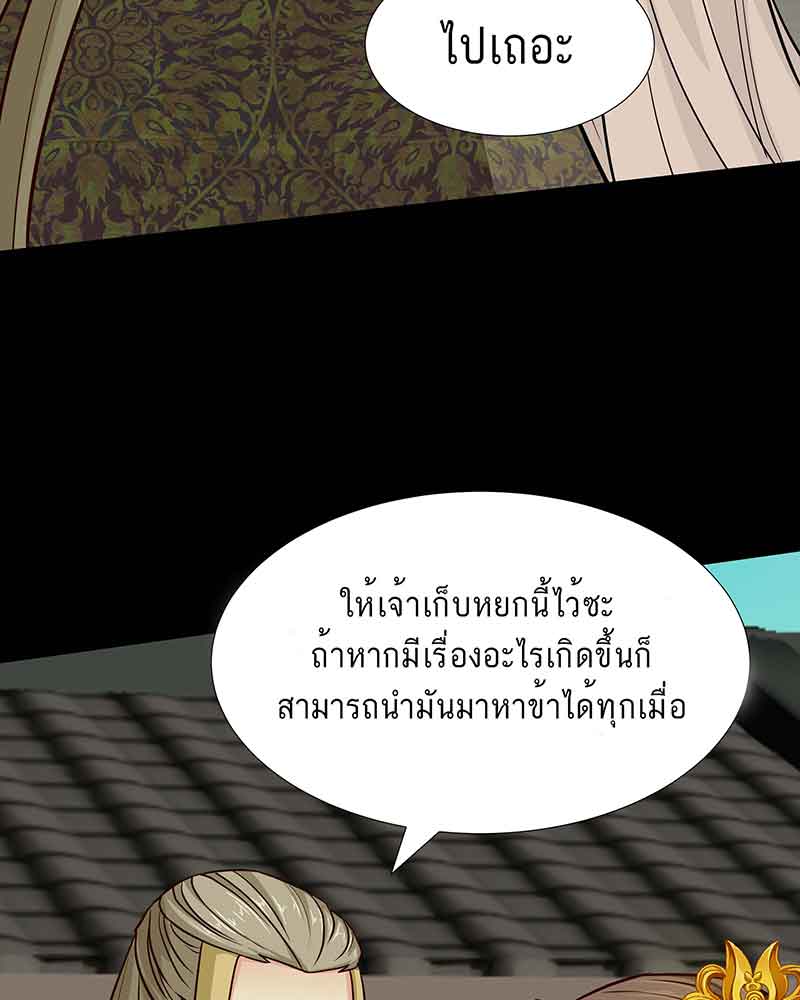 ไปเถอะ
ให้เจ้าเก็บหยกนี้ไว้ซะ
ถ้าหากมีเรื่องอะไรเกิดขึ้นก็
สามารถนำมันมาหาข้าได้ทุกเมื่อ